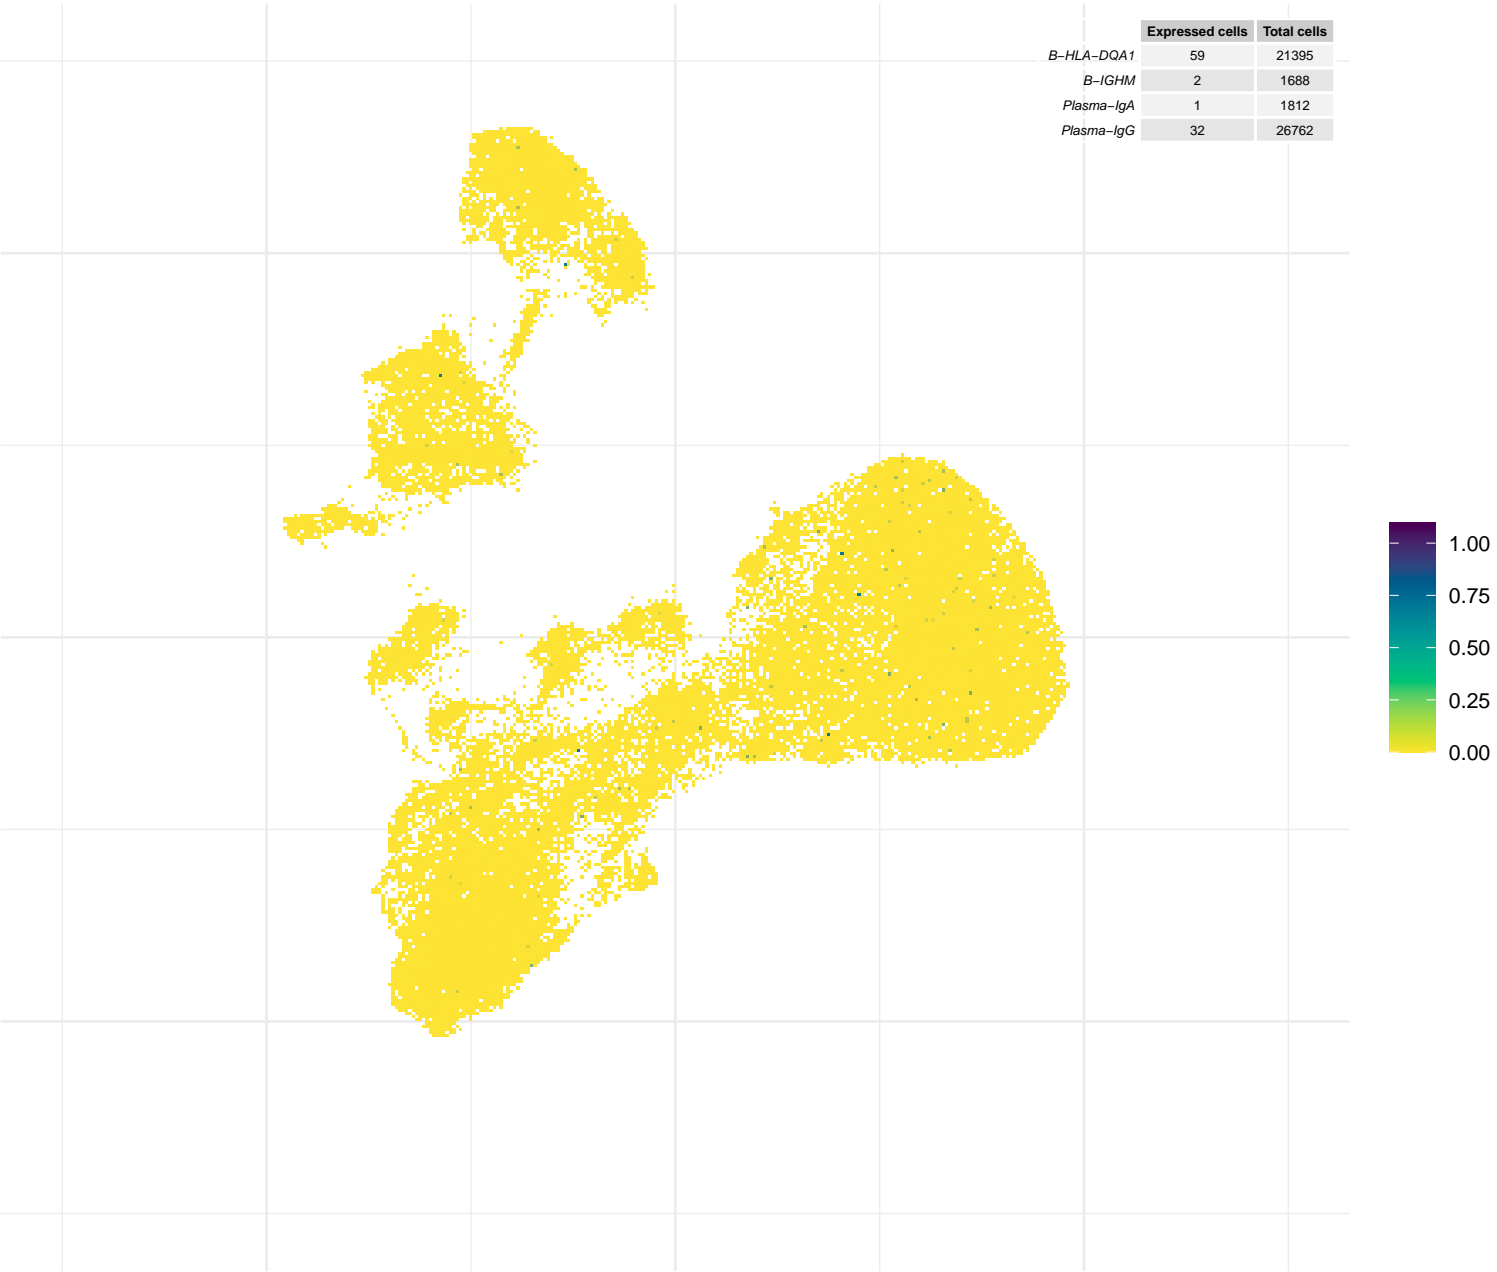 Expressed cells Total cells
B−HLA−DQA1 59 21395
B−IGHM 2 1688
Plasma−IgA 1 1812
Plasma−IgG 32 26762
1.00
0.75
0.50
0.25
0.00